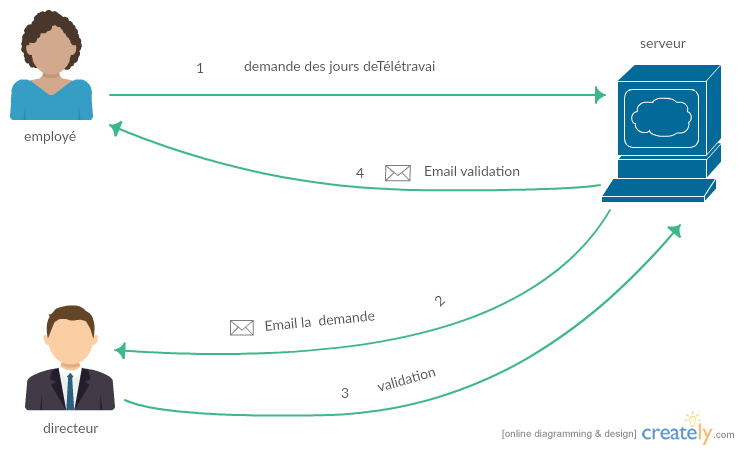 serveur
1 demande des jours deTélétravai
employé
4 Email validation
2
Email la demande
3 validation
directeur
[online diagramming & design] creately.com